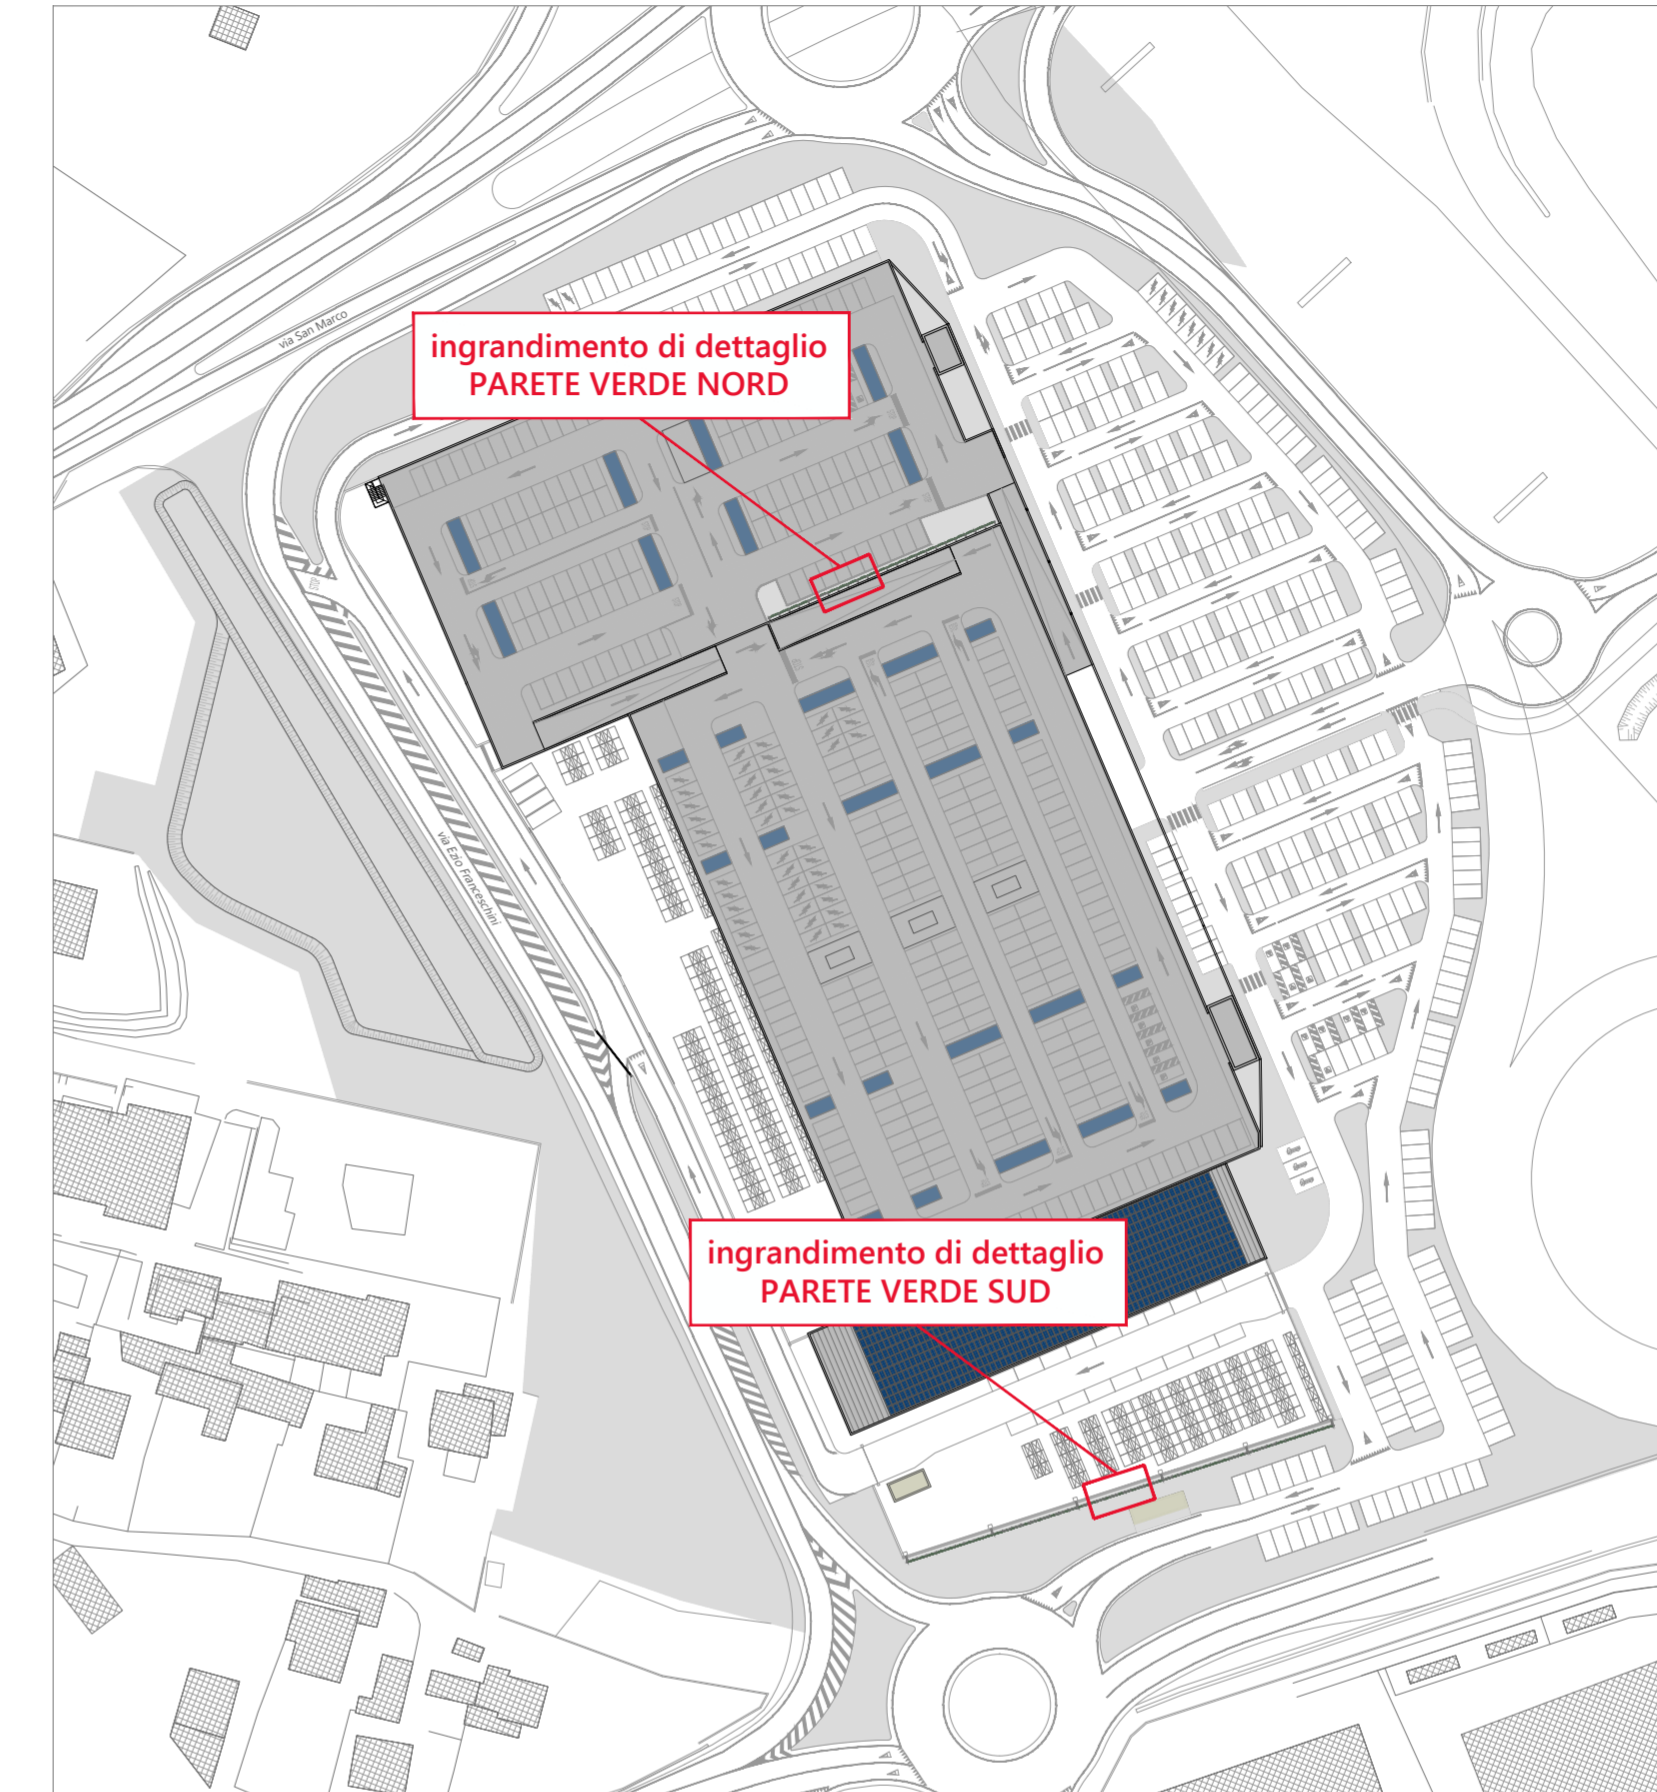 via San Marco
ingrandimento di dettaglio
PARETE VERDE NORD
via Ezio Franceschini
ingrandimento di dettaglio
PARETE VERDE SUD